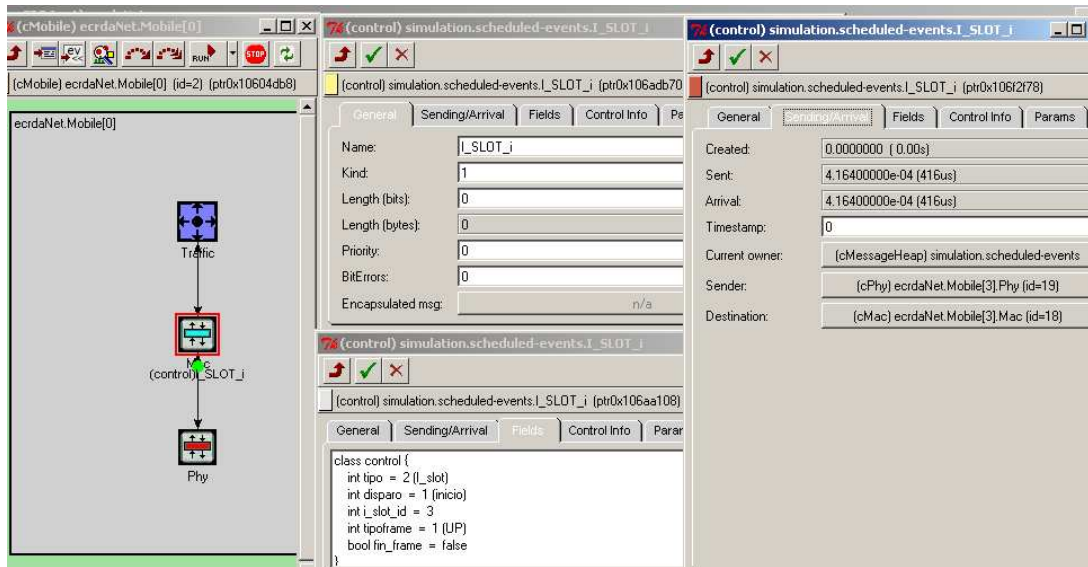 (cMobile) ecrdaNet.Mobile[0]
RUN
STOP
(cMobile) ecrdaNet.Mobile[0] (id=2) (ptr0x10604db8)
ecrdaNet.Mobile[0]
Traffic
(control)I_SLOT_i
Phy
(control) simulation.scheduled-events.I_SLOT_i
(control) simulation.scheduled-events.I_SLOT_i (ptr0x106adb70
General
Sending/Arrival
Fields
Control Info
Pa
Name:
I_SLOT_i
Kind:
1
Length (bits):
0
Length (bytes):
0
Priority:
0
BitErrors:
0
Encapsulated msg:
n/a
(control) simulation.scheduled-events.I_SLOT_i
(control) simulation.scheduled-events.I_SLOT_i (ptr0x106aa108)
General
Sending/Arrival
Fields
Control Info
Parar
class control {
int tipo = 2 (I_slot)
int disparo = 1 (inicio)
int i_slot_id = 3
int tipoframe = 1 (UP)
bool fin_frame = false
}
(control) simulation.scheduled-events.I_SLOT_i
(control) simulation.scheduled-events.I_SLOT_i (ptr0x106f2f78)
General
Sending/Arrival
Fields
Control Info
Params
Created:
0.0000000 ( 0.00s)
Sent:
4.16400000e-04 (416us)
Arrival:
4.16400000e-04 (416us)
Timestamp:
0
Current owner:
(cMessageHeap) simulation.scheduled-events
Sender:
(cPhy) ecrdaNet.Mobile[3].Phy (id=19)
Destination:
(cMac) ecrdaNet.Mobile[3].Mac (id=18)